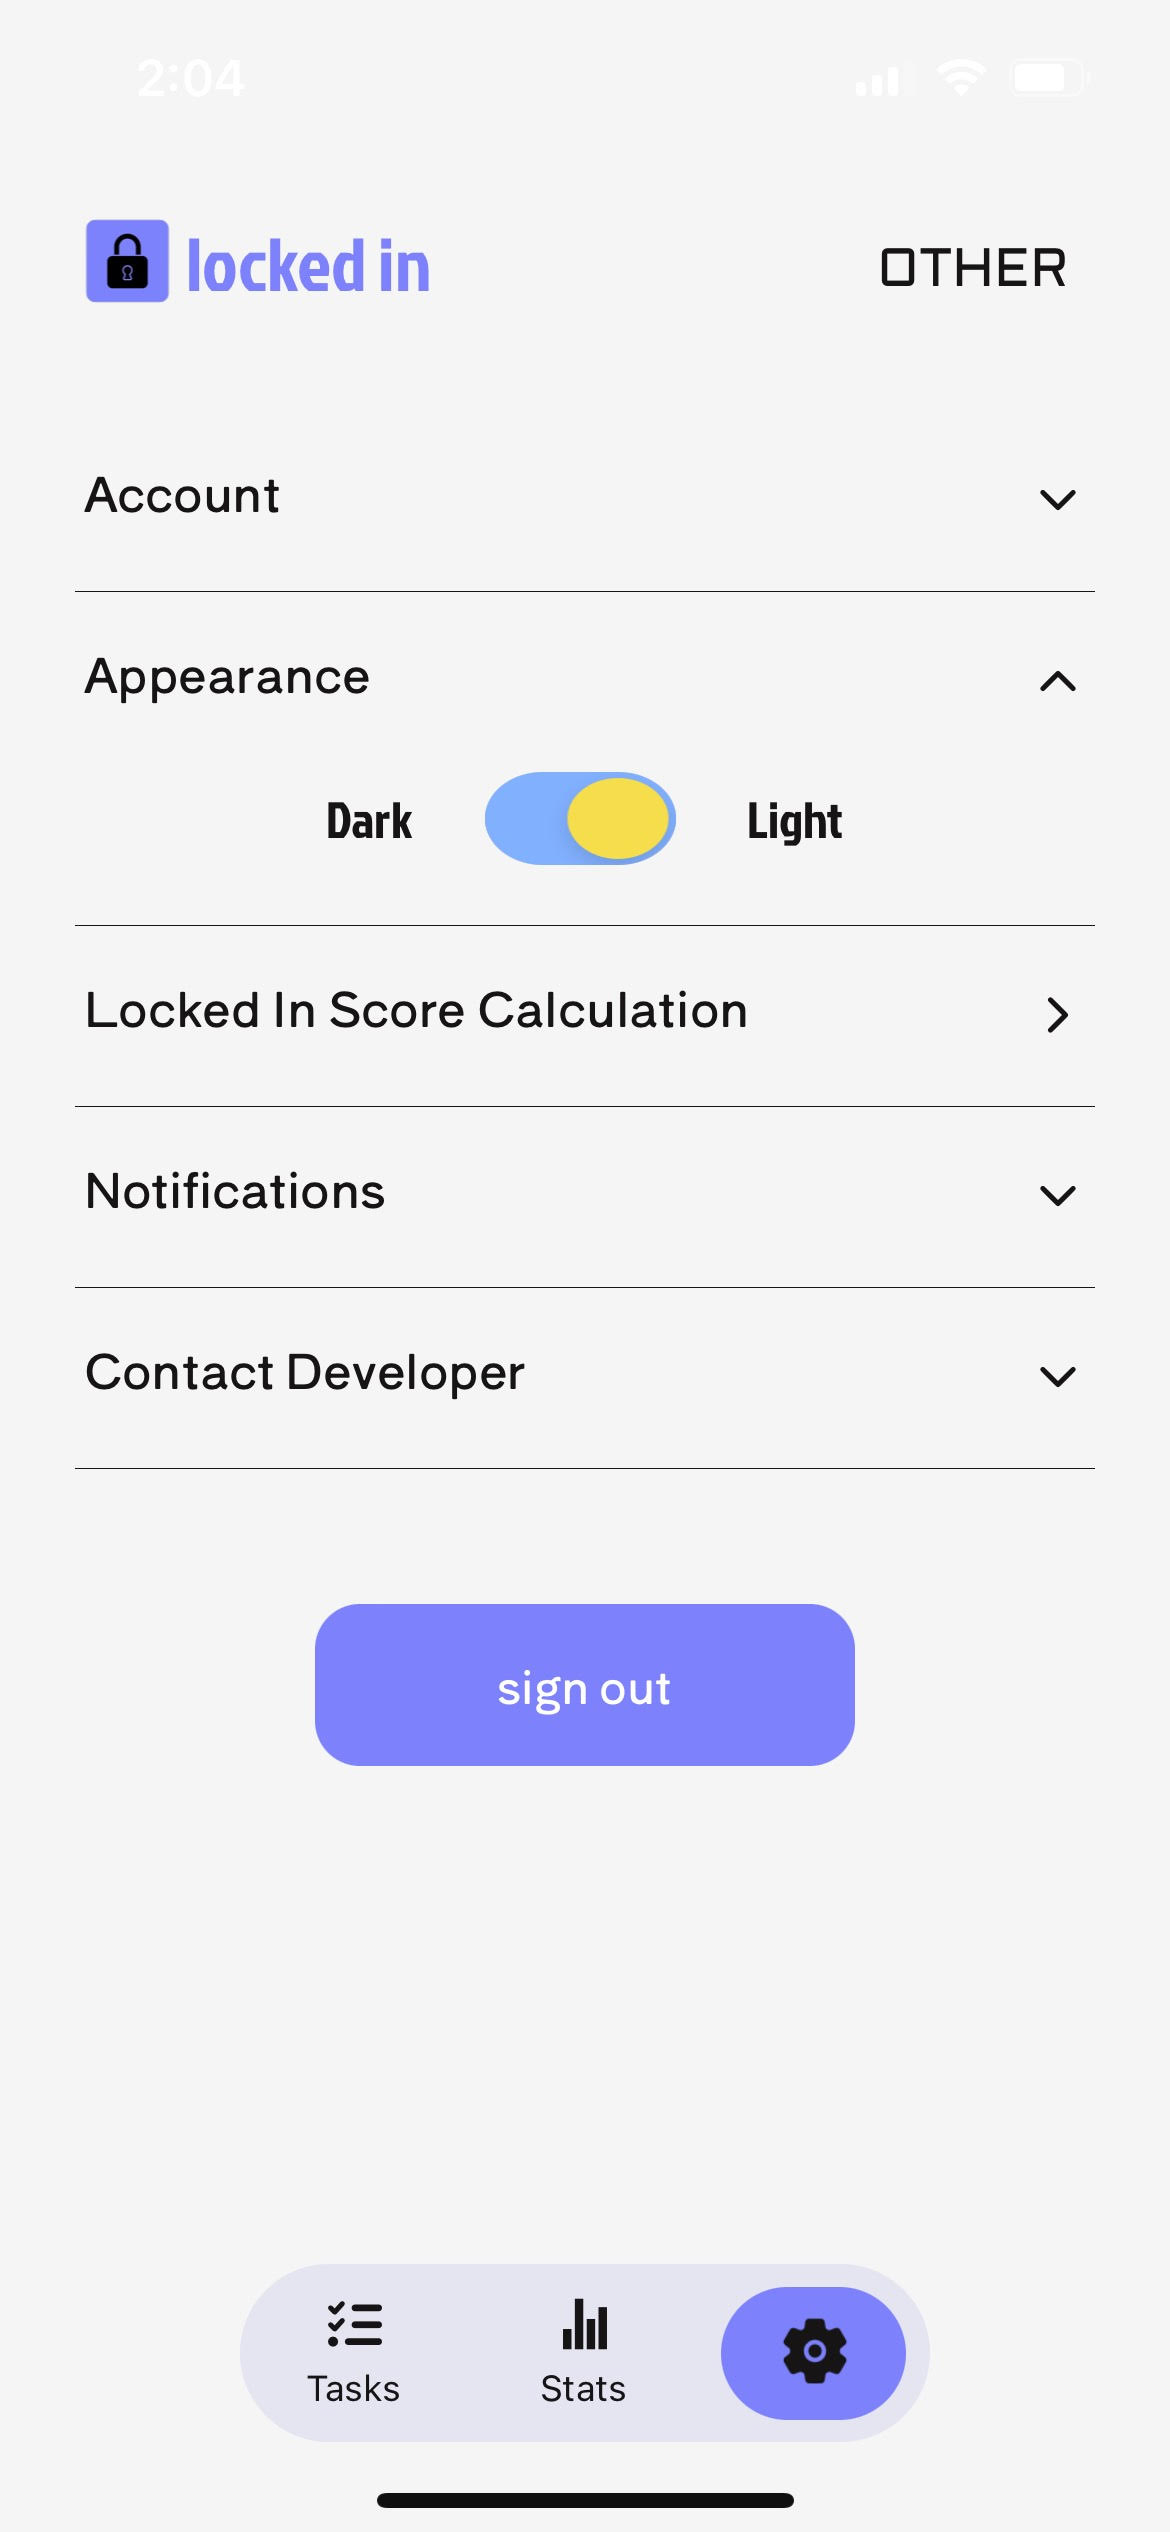 2:04
locked in
OTHER
Account
Appearance
Dark
Light
Locked In Score Calculation
Notifications
Contact Developer
sign out
Tasks
Stats